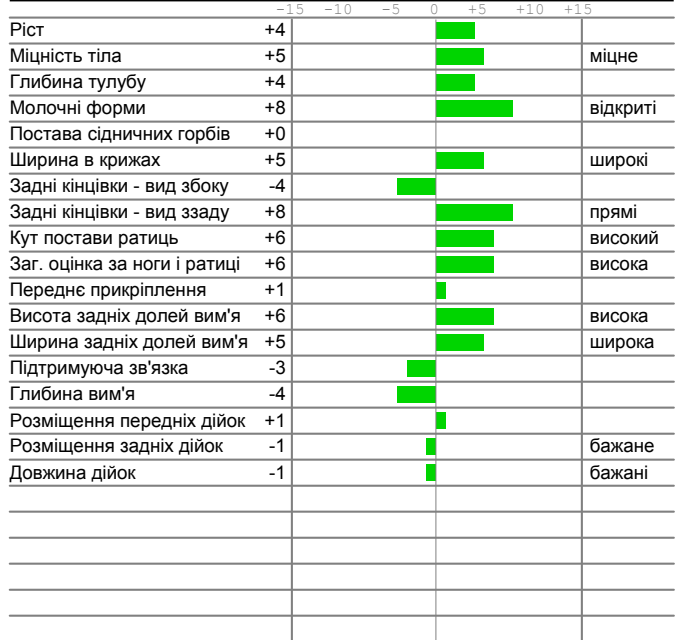 -15 -10 -5 0 +5 +10 +15
Ріст +4
Міцність тіла +5 міцне
Глибина тулубу +4
Молочні форми +8 відкриті
Постава сідничних горбів +0
Ширина в крижах +5 широкі
Задні кінцівки - вид збоку -4
Задні кінцівки - вид ззаду +8 прямі
Кут постави ратиць +6 високий
Заг. оцінка за ноги і ратиці +6 висока
Переднє прикріплення +1
Висота задніх долей вим'я +6 висока
Ширина задніх долей вим'я +5 широка
Підтримуюча зв'язка -3
Глибина вим'я -4
Розміщення передніх дійок +1
Розміщення задніх дійок -1 бажане
Довжина дійок -1 бажані